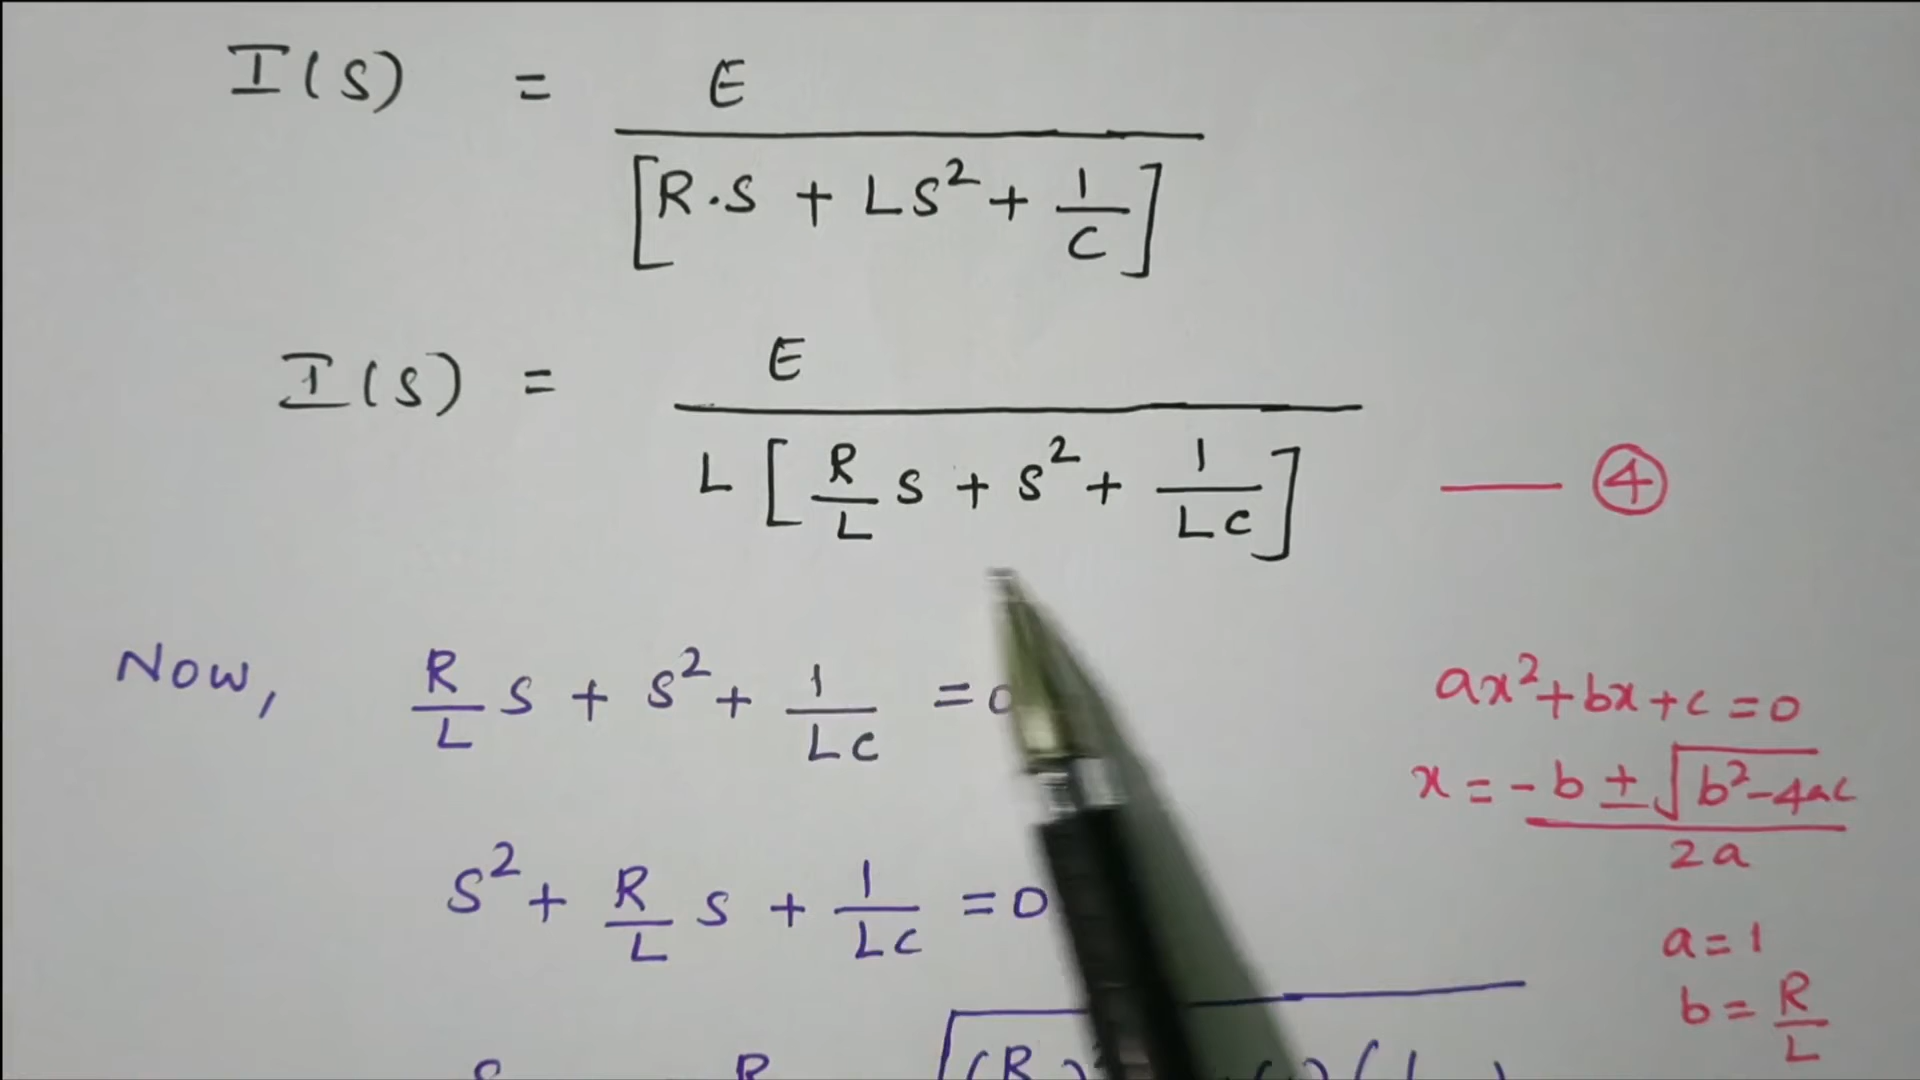 I(S) = E / [R.S + LS² + 1/C]
I(S) = E / L[R/L S + S² + 1/LC] — ④
Now, R/L S + S² + 1/LC = 0
S² + R/L S + 1/LC = 0
ax² + bx + c = 0
x = -b ± √b²-4ac / 2a
a = 1
b = R/L